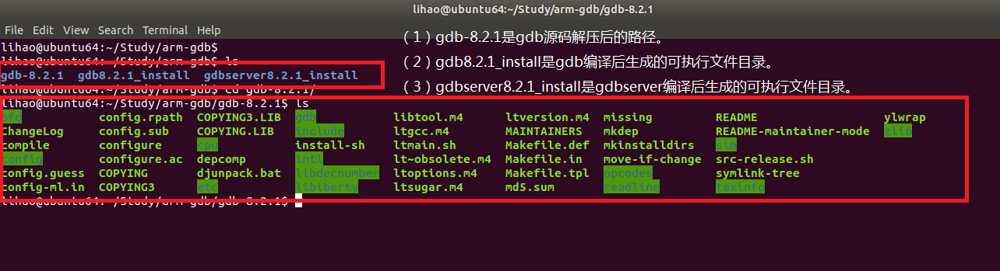 lihao@ubuntu64:~/Study/arm-gdb/gdb-8.2.1
File Edit View Search Terminal Help
lihao@ubuntu64:~/Study/arm-gdb$
lihao@ubuntu64:~/Study/arm-gdb$ ls
gdb-8.2.1 gdb8.2.1_install gdbserver8.2.1_install
lihao@ubuntu64:~/Study/arm-gdb$ cd gdb-8.2.1/
(1)gdb-8.2.1是gdb源码解压后的路径。
(2)gdb8.2.1_install是gdb编译后生成的可执行文件目录。
(3)gdbserver8.2.1_install是gdbserver编译后生成的可执行文件目录。
lihao@ubuntu64:~/Study/arm-gdb/gdb-8.2.1$ ls
bfd config.rpath COPYING3.LIB gdb libtool.m4 ltversion.m4 missing README ylwrap
ChangeLog config.sub COPYING.LIB include ltgcc.m4 MAINTAINERS mkdep README-maintainer-mode zlib
compile configure cpu install-sh ltmain.sh Makefile.def mkinstalldirs sim
config configure.ac depcomp intl lt~obsolete.m4 Makefile.in move-if-change src-release.sh
config.guess COPYING djunpack.bat libdecnumber ltoptions.m4 Makefile.tpl opcodes symlink-tree
config-ml.in COPYING3 etc libiberty ltsugar.m4 md5.sum readline texinfo
lihao@ubuntu64:~/Study/arm-gdb/gdb-8.2.1$